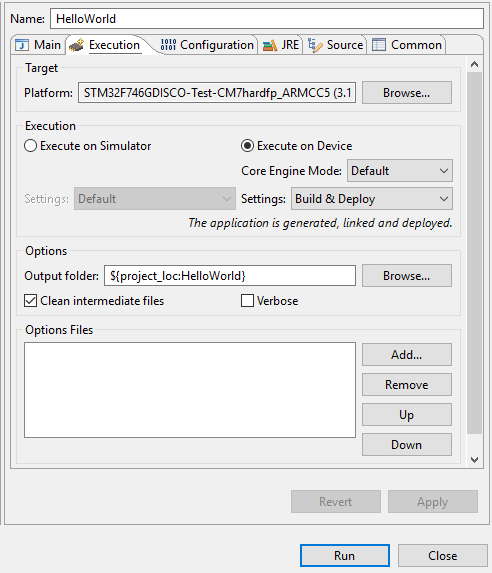 Name: HelloWorld
Main Execution Configuration JRE Source Common
Target
Platform: STM32F746GDISCO-Test-CM7hardfp_ARMCC5 (3.1 Browse...
Execution
Execute on Simulator Execute on Device
Core Engine Mode: Default
Settings: Default Settings: Build & Deploy
The application is generated, linked and deployed.
Options
Output folder: ${project_loc:HelloWorld} Browse...
Clean intermediate files Verbose
Options Files
Add...
Remove
Up
Down
Revert Apply
Run Close